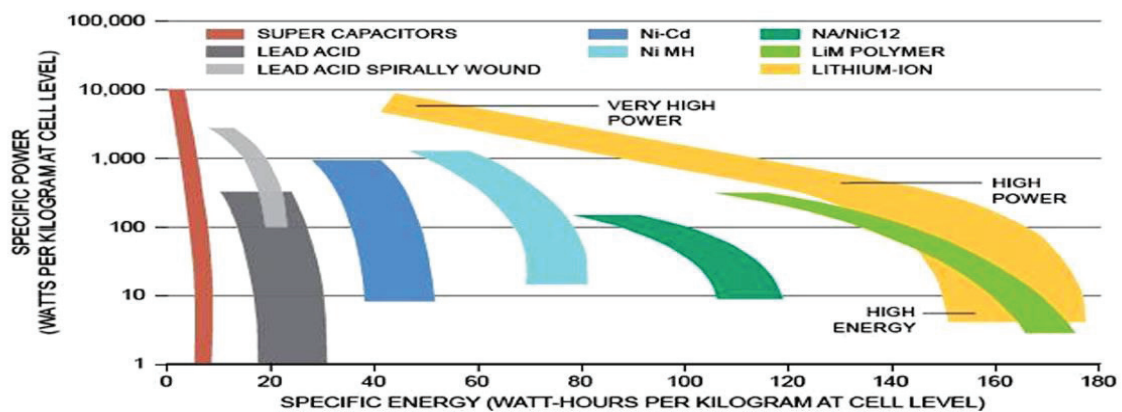 100,000
10,000
1,000
100
10
1
SPECIFIC POWER
(WATTS PER KILOGRAM AT CELL LEVEL)
SUPER CAPACITORS
LEAD ACID
LEAD ACID SPIRALLY WOUND
Ni-Cd
Ni MH
NA/NiC12
LiM POLYMER
LITHIUM-ION
VERY HIGH
POWER
HIGH
POWER
HIGH
ENERGY
0 20 40 60 80 100 120 140 160 180
SPECIFIC ENERGY (WATT-HOURS PER KILOGRAM AT CELL LEVEL)